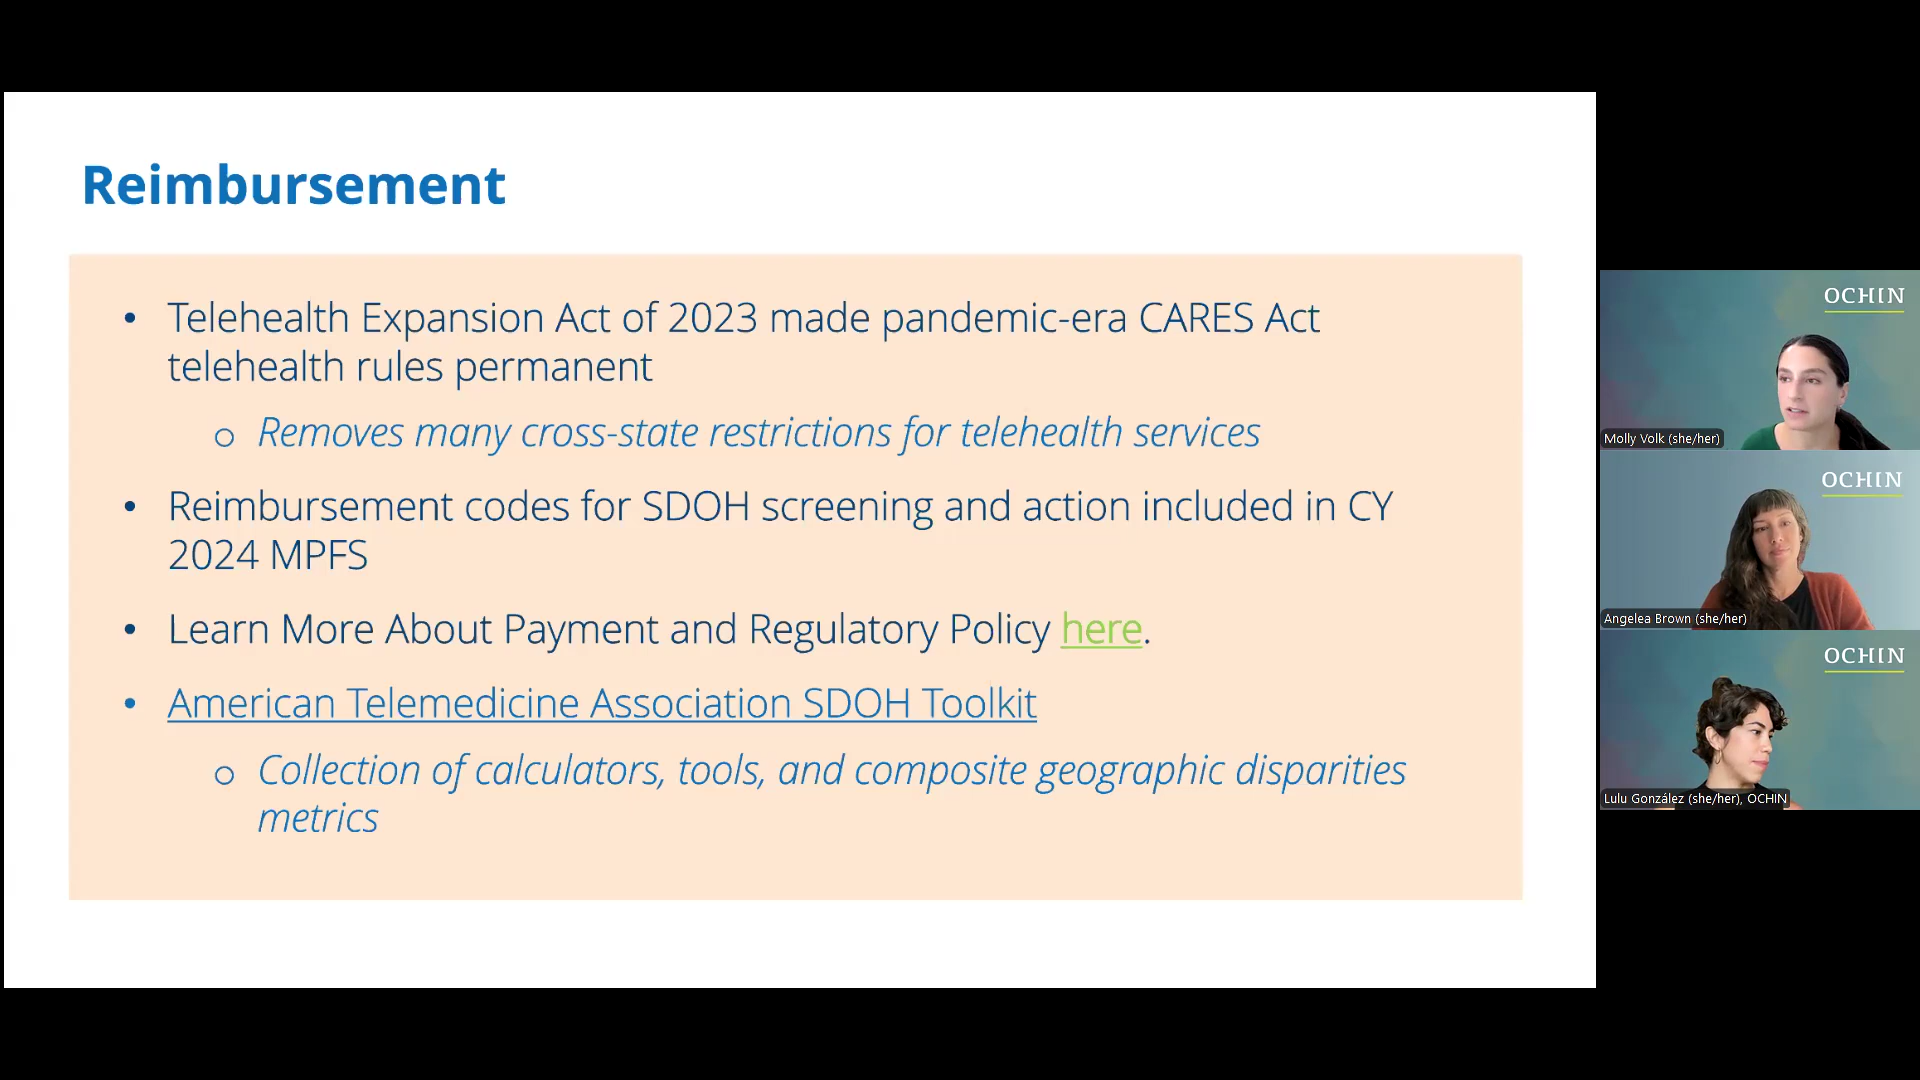 Reimbursement
• Telehealth Expansion Act of 2023 made pandemic-era CARES Act
telehealth rules permanent
o Removes many cross-state restrictions for telehealth services
• Reimbursement codes for SDOH screening and action included in CY
2024 MPFS
• Learn More About Payment and Regulatory Policy here.
• American Telemedicine Association SDOH Toolkit
o Collection of calculators, tools, and composite geographic disparities
metrics
OCHIN
Molly Volk (she/her)
OCHIN
Angelea Brown (she/her)
OCHIN
Lulu González (she/her), OCHIN